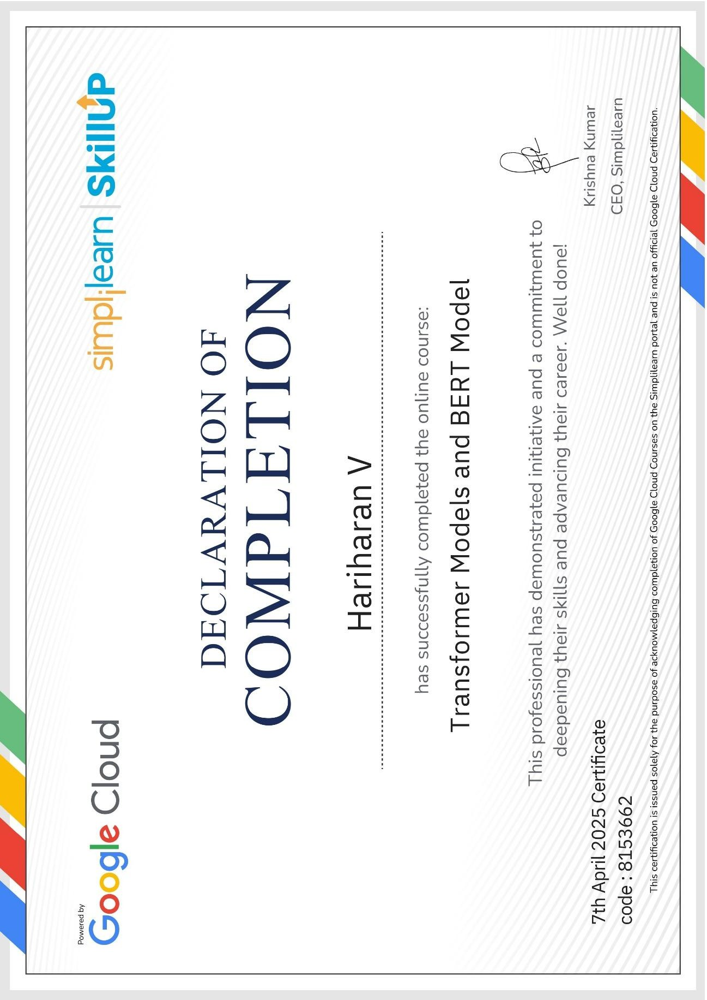 Powered by
Google Cloud
simplilearn | SkillUP
DECLARATION OF
COMPLETION
Hariharan V
has successfully completed the online course:
Transformer Models and BERT Model
This professional has demonstrated initiative and a commitment to
deepening their skills and advancing their career. Well done!
7th April 2025 Certificate
code : 8153662
Krishna Kumar
CEO, Simplilearn
This certification is issued solely for the purpose of acknowledging completion of Google Cloud Courses on the Simplilearn portal and is not an official Google Cloud Certification.